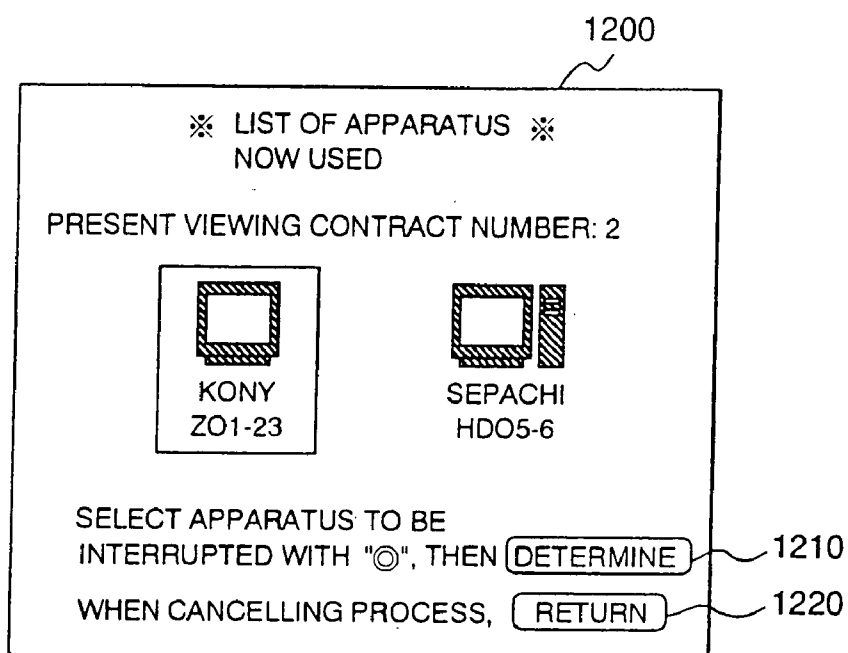 1200
※ LIST OF APPARATUS ※
NOW USED
PRESENT VIEWING CONTRACT NUMBER: 2
KONY
ZO1-23
SEPACHI
HDO5-6
SELECT APPARATUS TO BE
INTERRUPTED WITH "◎", THEN DETERMINE 1210
WHEN CANCELLING PROCESS, RETURN 1220